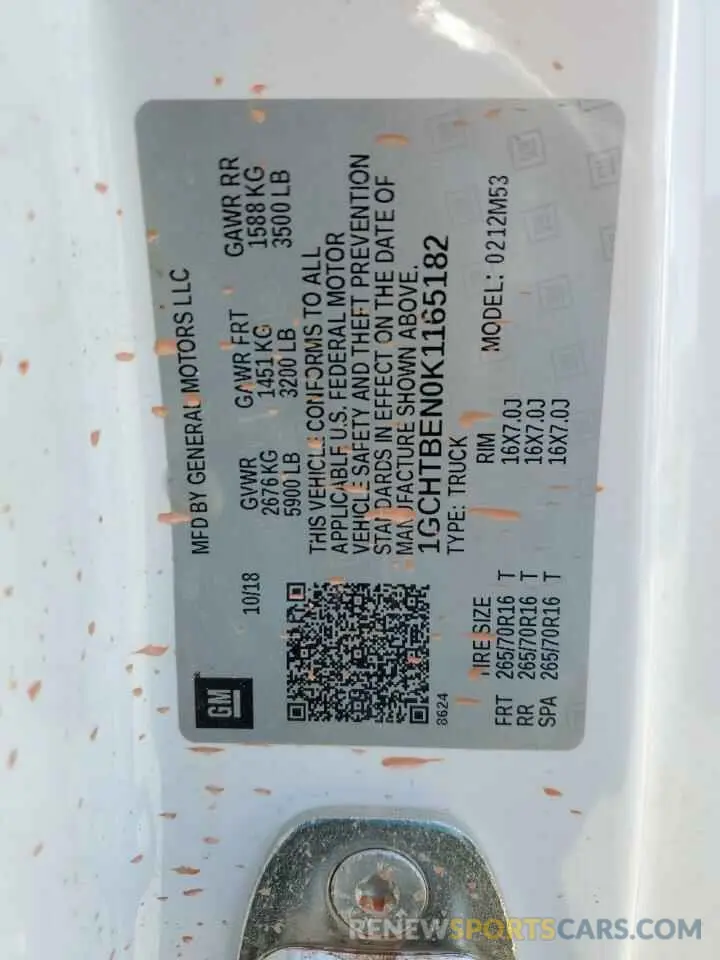 MFD BY GENERAL MOTORS LLC
10/18
GVWR GAWR FRT GAWR RR
2676 KG 1451 KG 1588 KG
5900 LB 3200 LB 3500 LB
THIS VEHICLE CONFORMS TO ALL
APPLICABLE U.S. FEDERAL MOTOR
VEHICLE SAFETY AND THEFT PREVENTION
STANDARDS IN EFFECT ON THE DATE OF
MANUFACTURE SHOWN ABOVE.
1GCHTBEN0K1165182
TYPE: TRUCK
MODEL: 0212M53
GM
8624
TIRE SIZE RIM
FRT 265/70R16 T 16X7.0J
RR 265/70R16 T 16X7.0J
SPA 265/70R16 T 16X7.0J
RENEWSPORTSCARS.COM